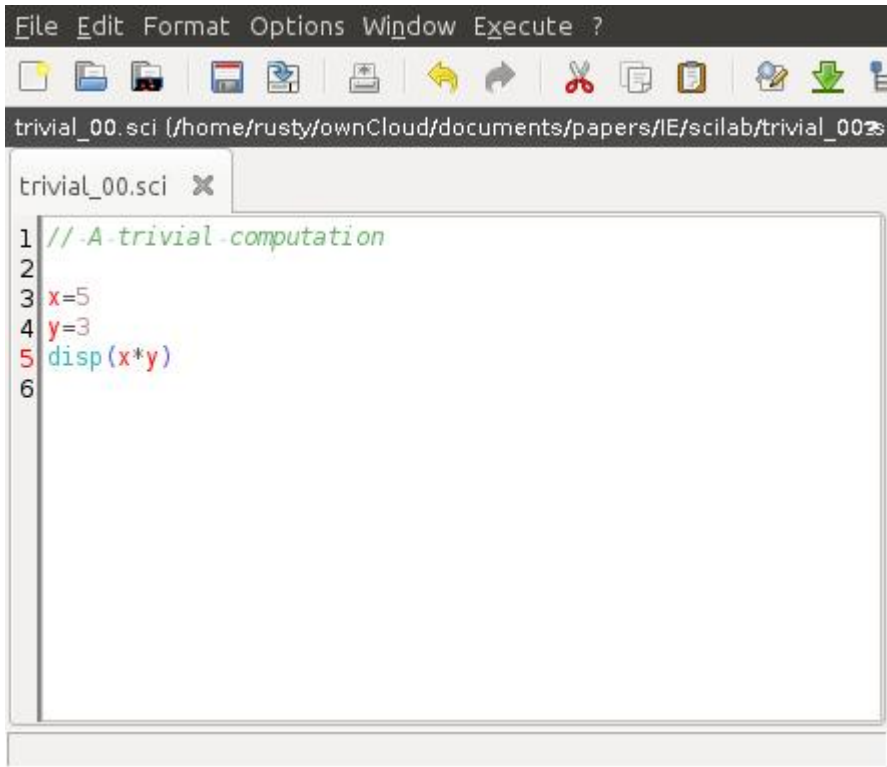 File Edit Format Options Window Execute ?
trivial_00.sci (/home/rusty/ownCloud/documents/papers/IE/scilab/trivial_00
trivial_00.sci
1 // A trivial computation
2
3 x=5
4 y=3
5 disp(x*y)
6